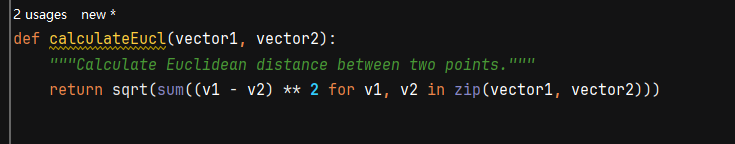 2 usages new *
def calculateEucl(vector1, vector2):
"""Calculate Euclidean distance between two points."""
return sqrt(sum((v1 - v2) ** 2 for v1, v2 in zip(vector1, vector2)))